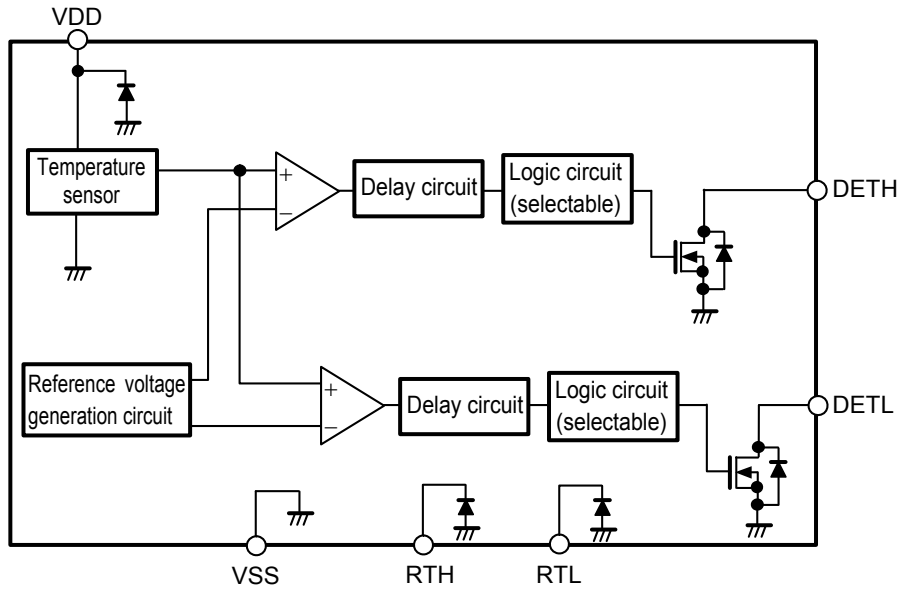 VDD
Temperature
sensor
+
−
Delay circuit
Logic circuit
(selectable)
DETH
Reference voltage
generation circuit
+
−
Delay circuit
Logic circuit
(selectable)
DETL
VSS
RTH
RTL